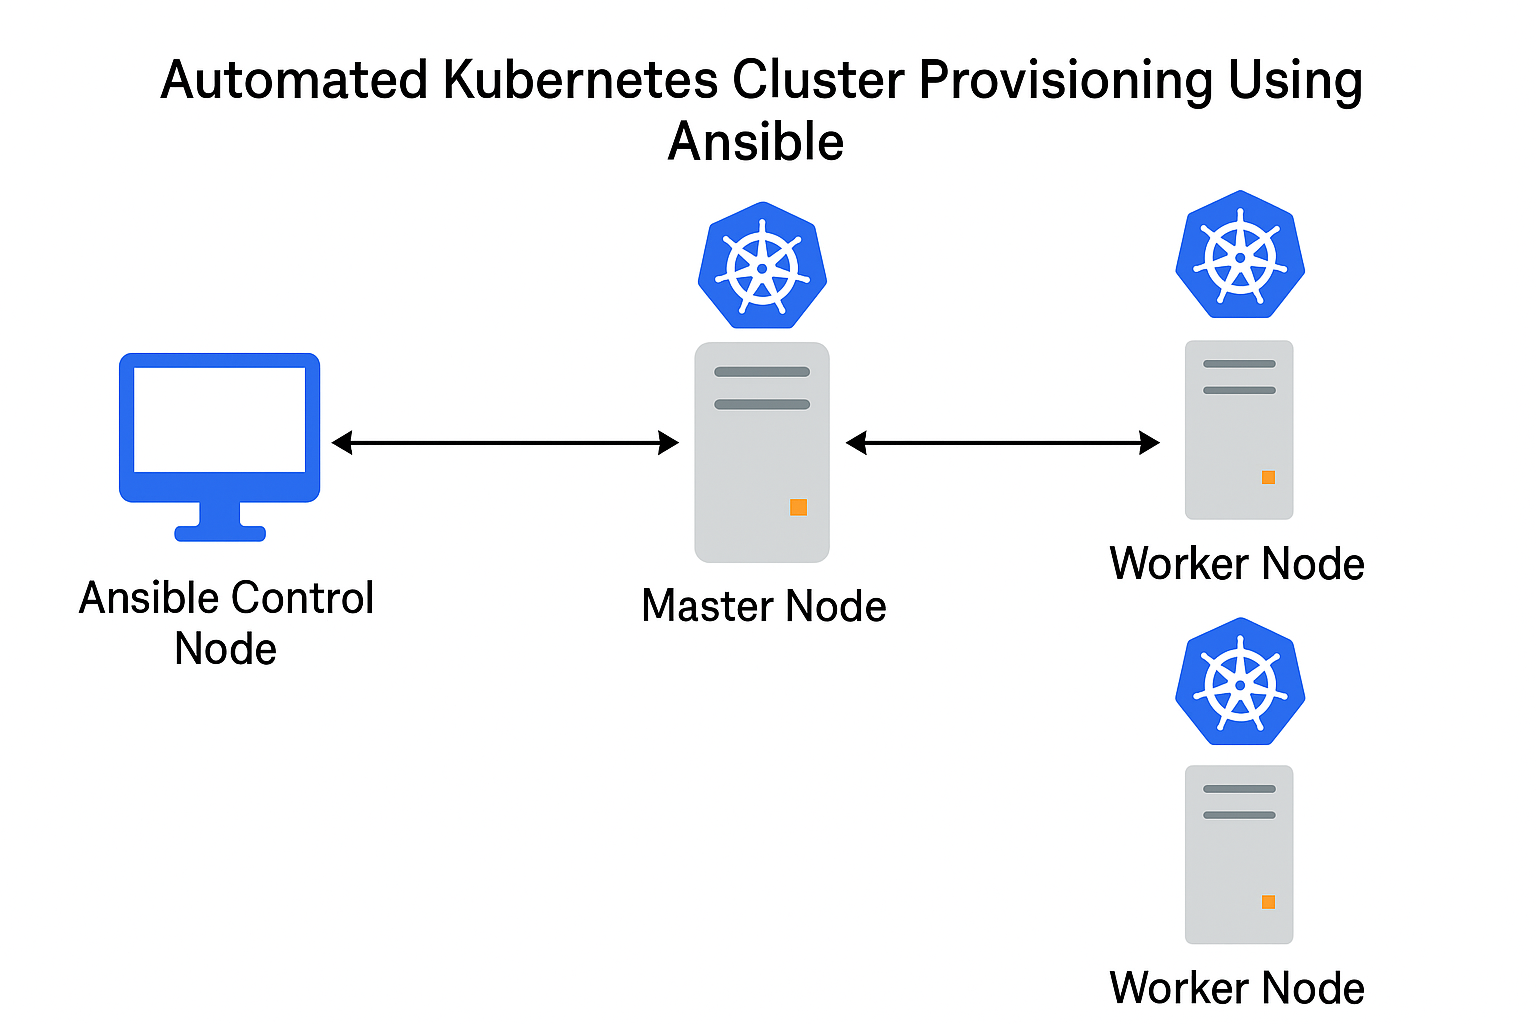 Automated Kubernetes Cluster Provisioning Using
Ansible
Ansible Control
Node
Master Node
Worker Node
Worker Node